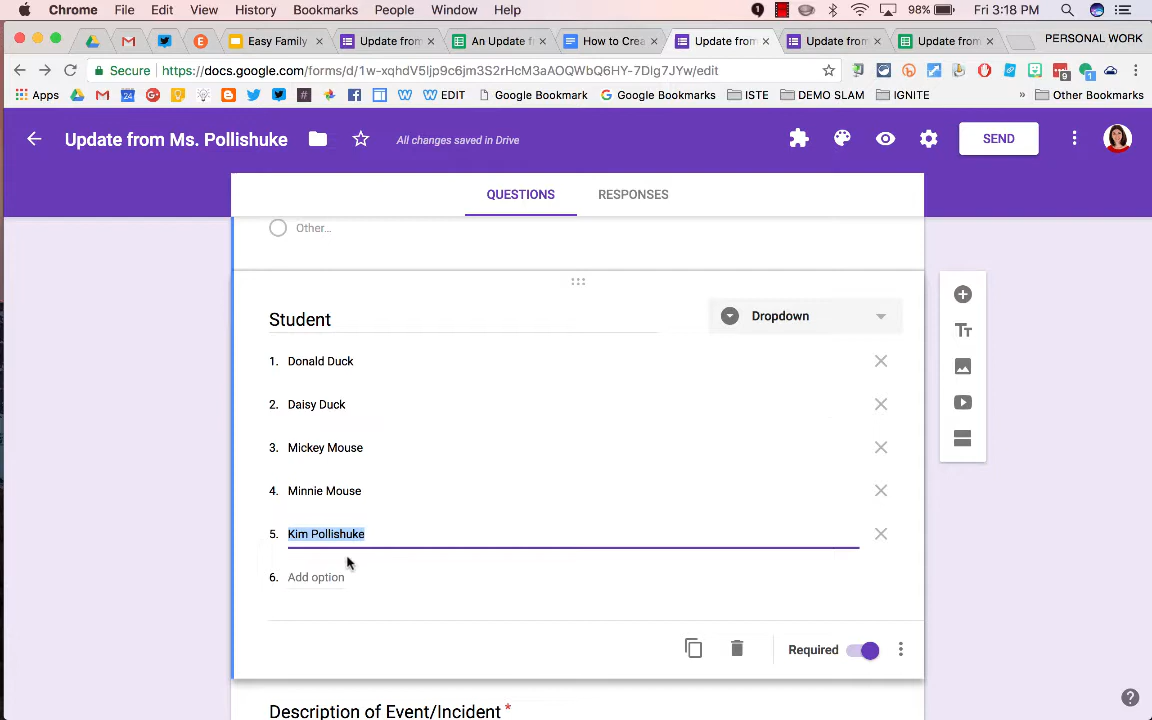 Chrome File Edit View History Bookmarks People Window Help 98% Fri 3:18 PM
Easy Family Update from An Update f How to Crea Update from Update from Update from PERSONAL WORK
Secure https://docs.google.com/forms/d/1w-xqhdV5ljp9c6jm3S2rHcM3aAOQWbQ6HY-7Dlg7JYw/edit
Apps EDIT Google Bookmark Google Bookmarks ISTE DEMO SLAM IGNITE » Other Bookmarks
Update from Ms. Pollishuke All changes saved in Drive SEND
QUESTIONS RESPONSES
Other...
Student Dropdown
1. Donald Duck
2. Daisy Duck
3. Mickey Mouse
4. Minnie Mouse
5. Kim Pollishuke
6. Add option
Required
Description of Event/Incident *